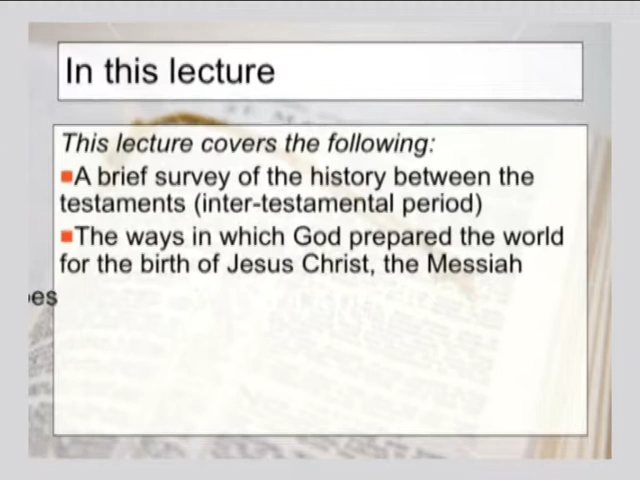 In this lecture
This lecture covers the following:
▪A brief survey of the history between the
testaments (inter-testamental period)
▪The ways in which God prepared the world
for the birth of Jesus Christ, the Messiah
es